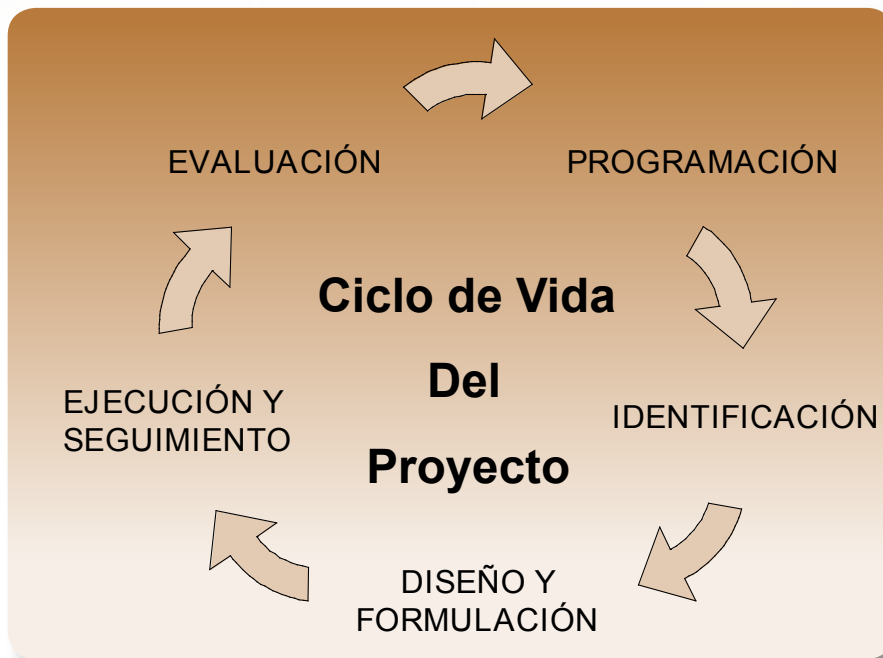 EVALUACIÓN
PROGRAMACIÓN
Ciclo de Vida
Del
Proyecto
EJECUCIÓN Y
SEGUIMIENTO
IDENTIFICACIÓN
DISEÑO Y
FORMULACIÓN